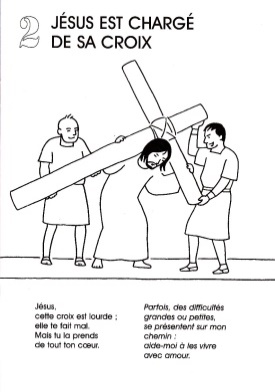 2
JÉSUS EST CHARGÉ
DE SA CROIX
Jésus,
cette croix est lourde ;
elle te fait mal.
Mais tu la prends
de tout ton cœur.
Parfois, des difficultés
grandes ou petites,
se présentent sur mon
chemin :
aide-moi à les vivre
avec amour.